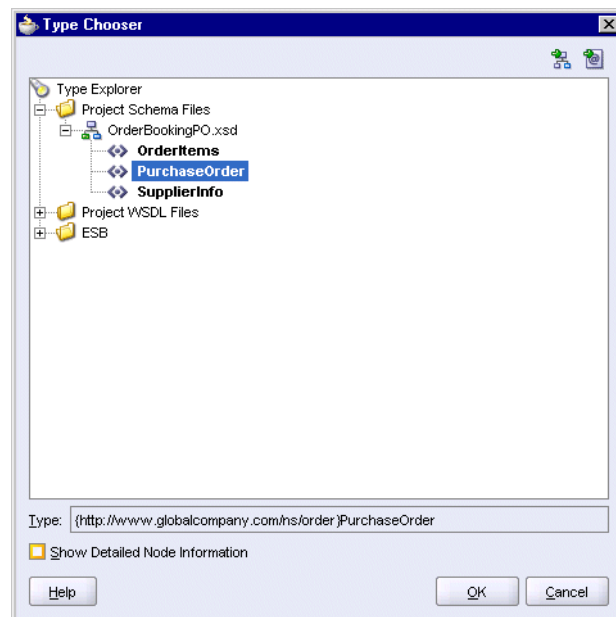 Type Chooser
Type Explorer
Project Schema Files
OrderBookingPO.xsd
OrderItems
PurchaseOrder
SupplierInfo
Project WSDL Files
ESB
Type: {http://www.globalcompany.com/ns/order}PurchaseOrder
Show Detailed Node Information
Help OK Cancel